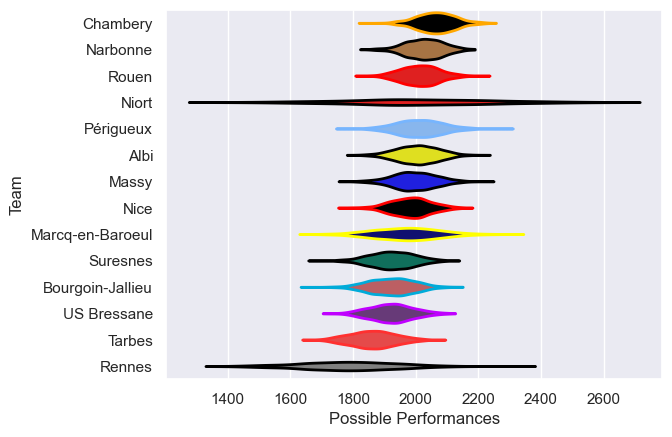 Chambery
Narbonne
Rouen
Niort
Périgueux
Albi
Massy
Nice
Marcq-en-Baroeul
Suresnes
Bourgoin-Jallieu
US Bressane
Tarbes
Rennes
Team
1400 1600 1800 2000 2200 2400 2600
Possible Performances